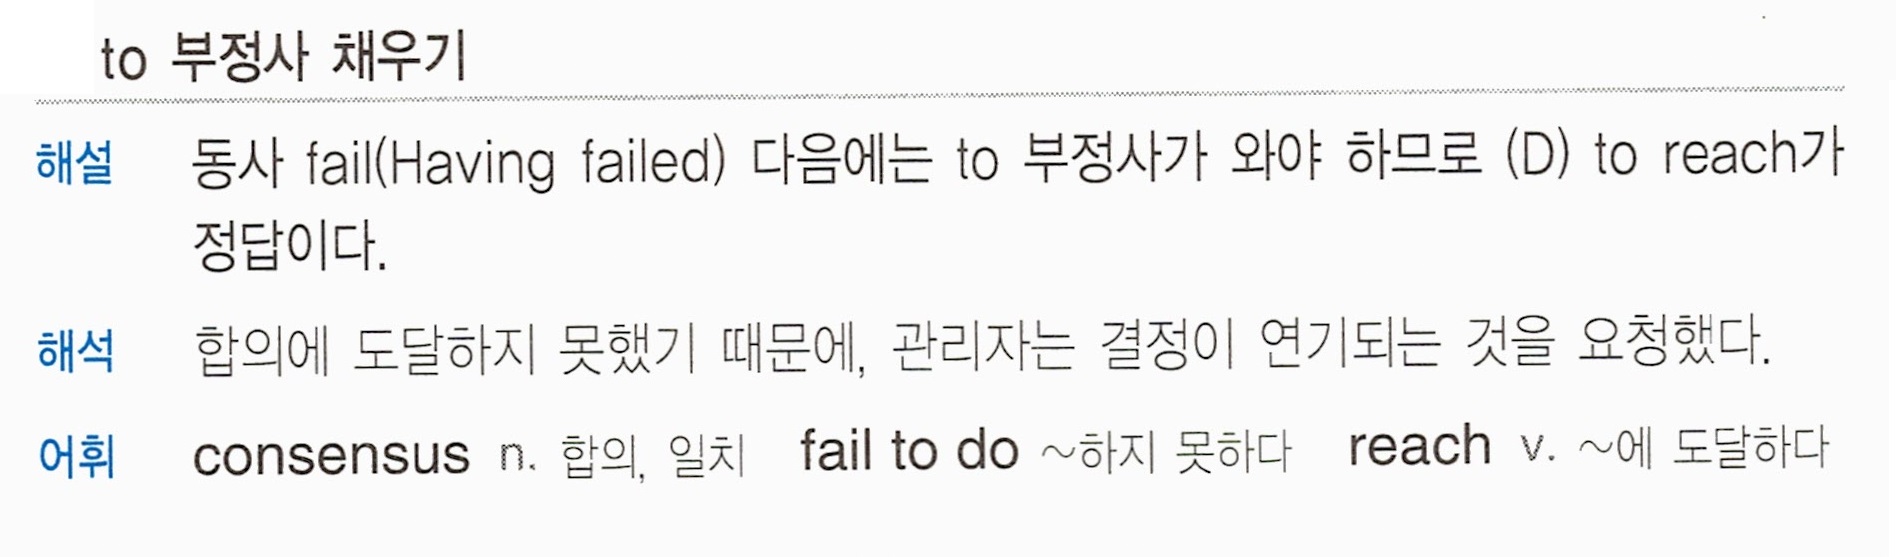 to 부정사 채우기
해설 동사 fail(Having failed) 다음에는 to 부정사가 와야 하므로 (D) to reach가
정답이다.
해석 합의에 도달하지 못했기 때문에, 관리자는 결정이 연기되는 것을 요청했다.
어휘 consensus n. 합의, 일치 fail to do ~하지 못하다 reach v. ~에 도달하다